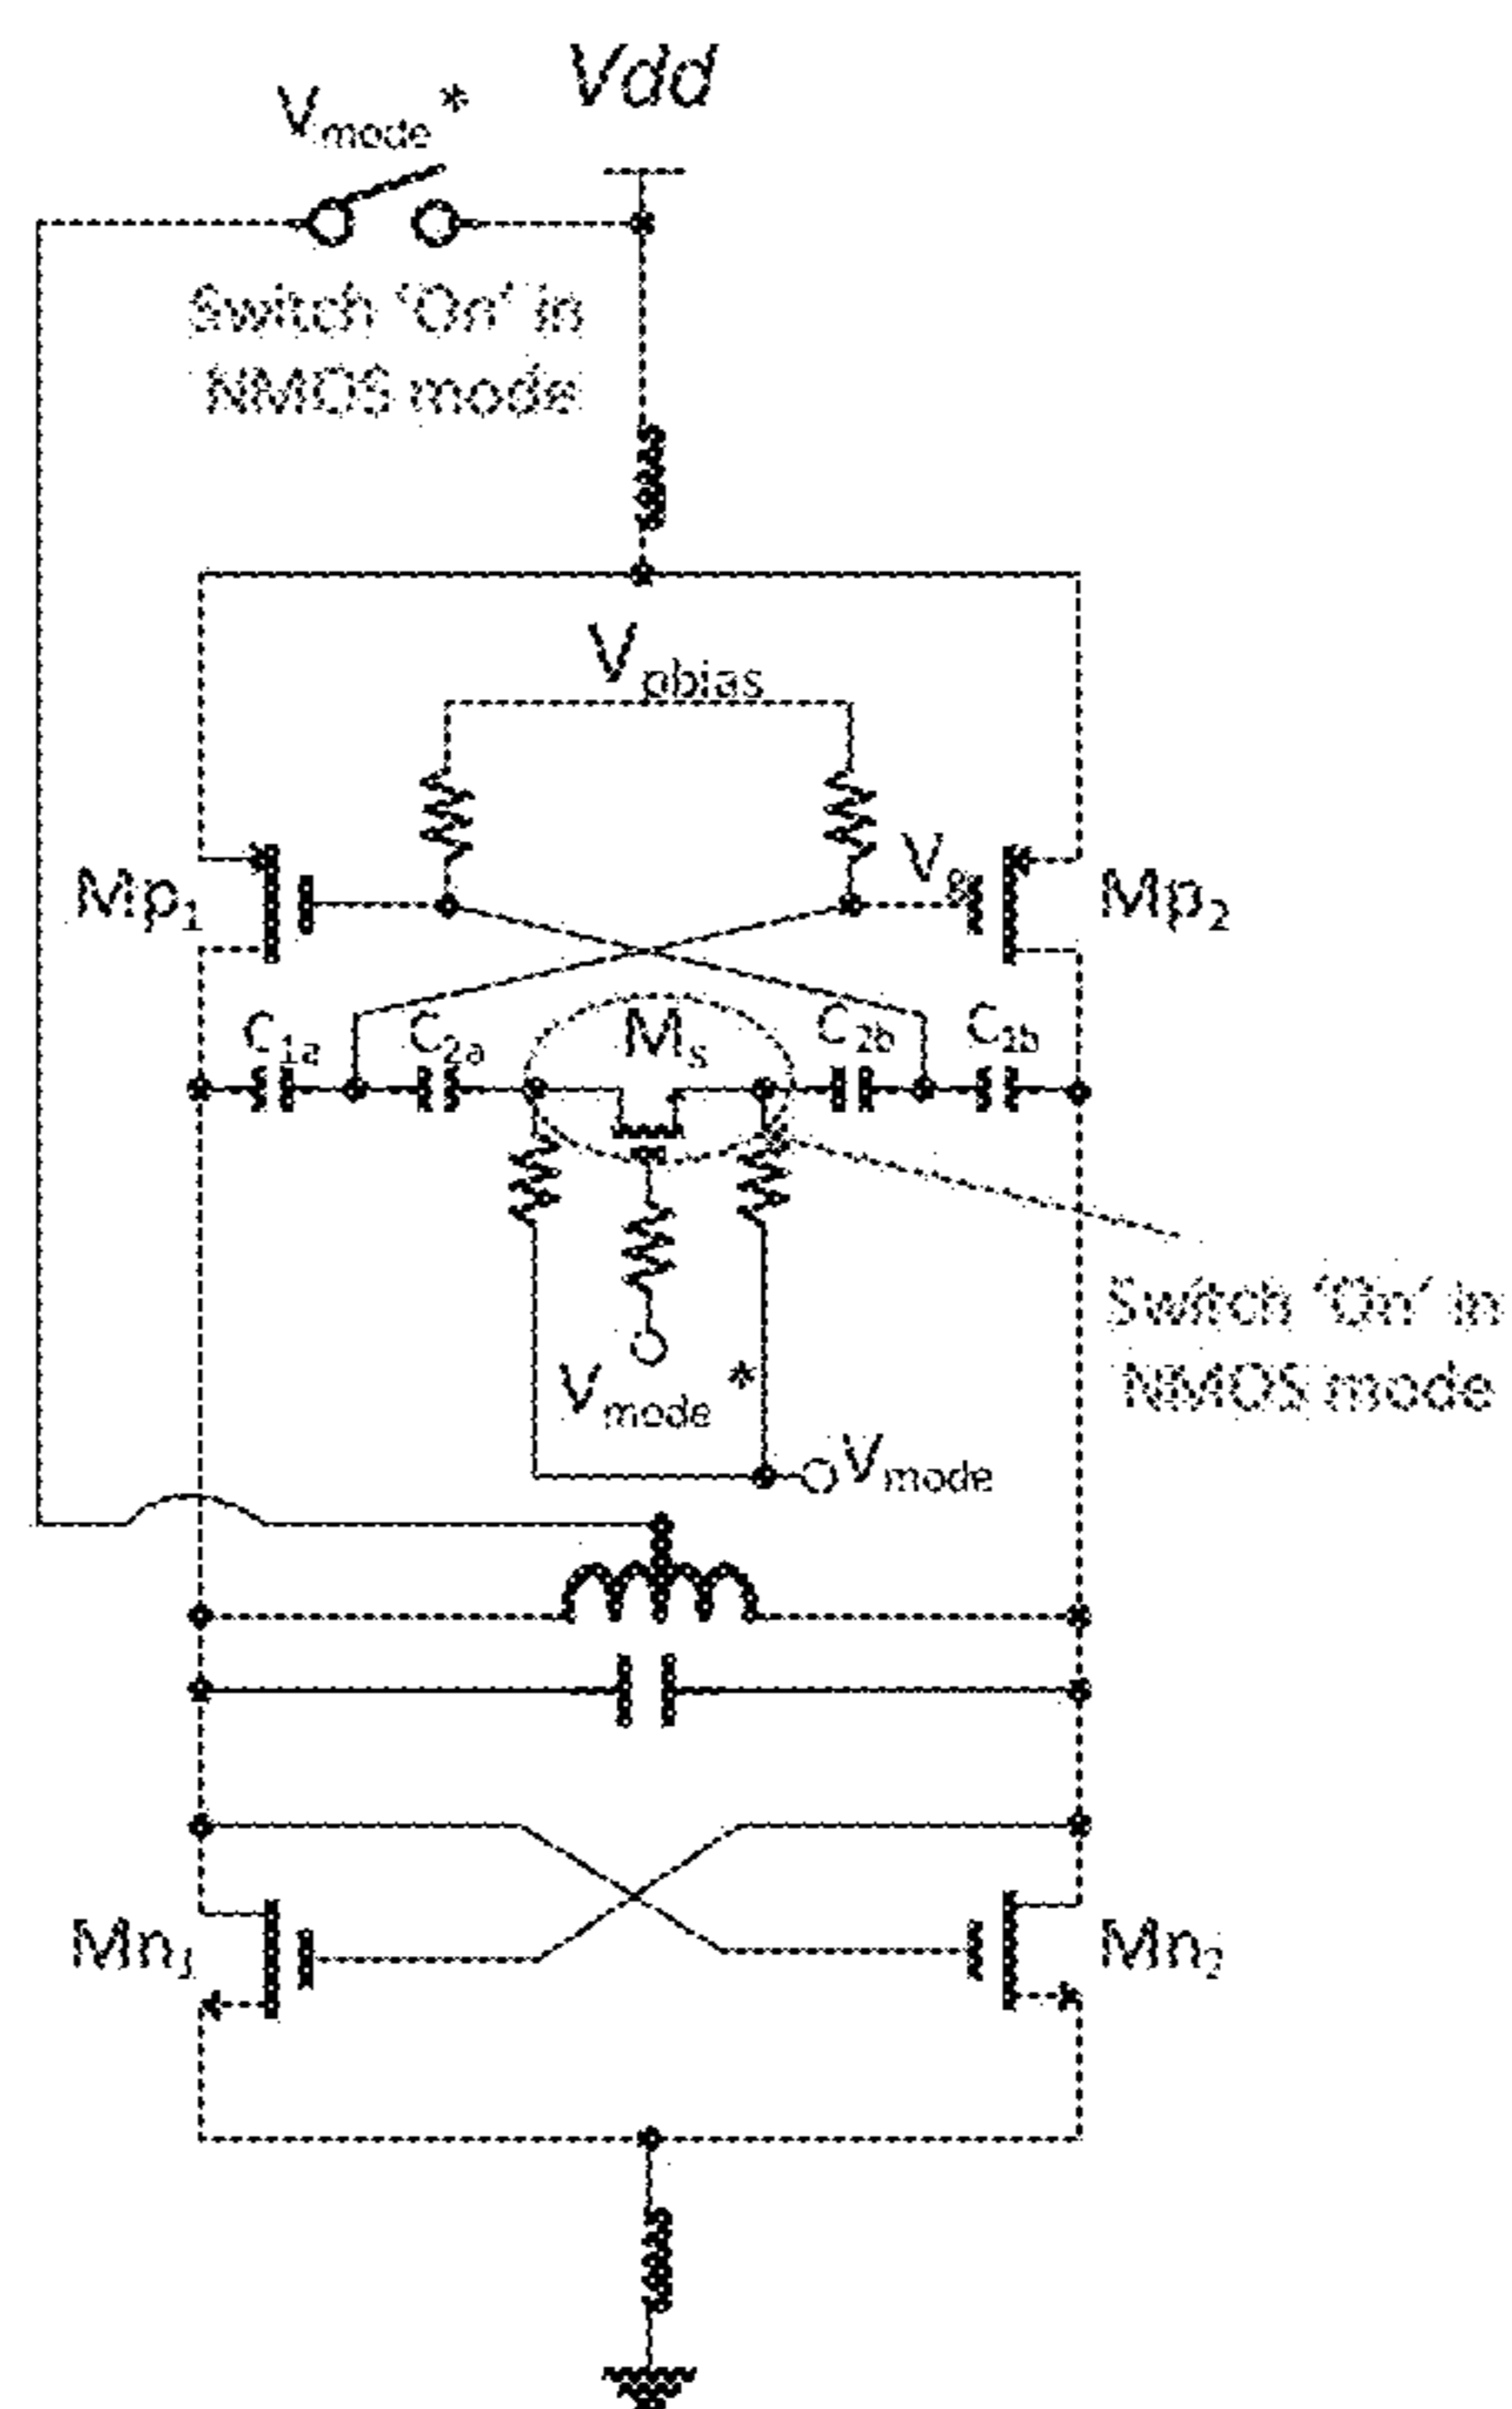 Vdd
Vmode*
Switch 'On' in
NMOS mode
Vpbias
Vg
Mp1
Mp2
C1a
C2a
Ms
C2b
C1b
Switch 'On' in
NMOS mode
Vmode*
Vmode
Mn1
Mn2